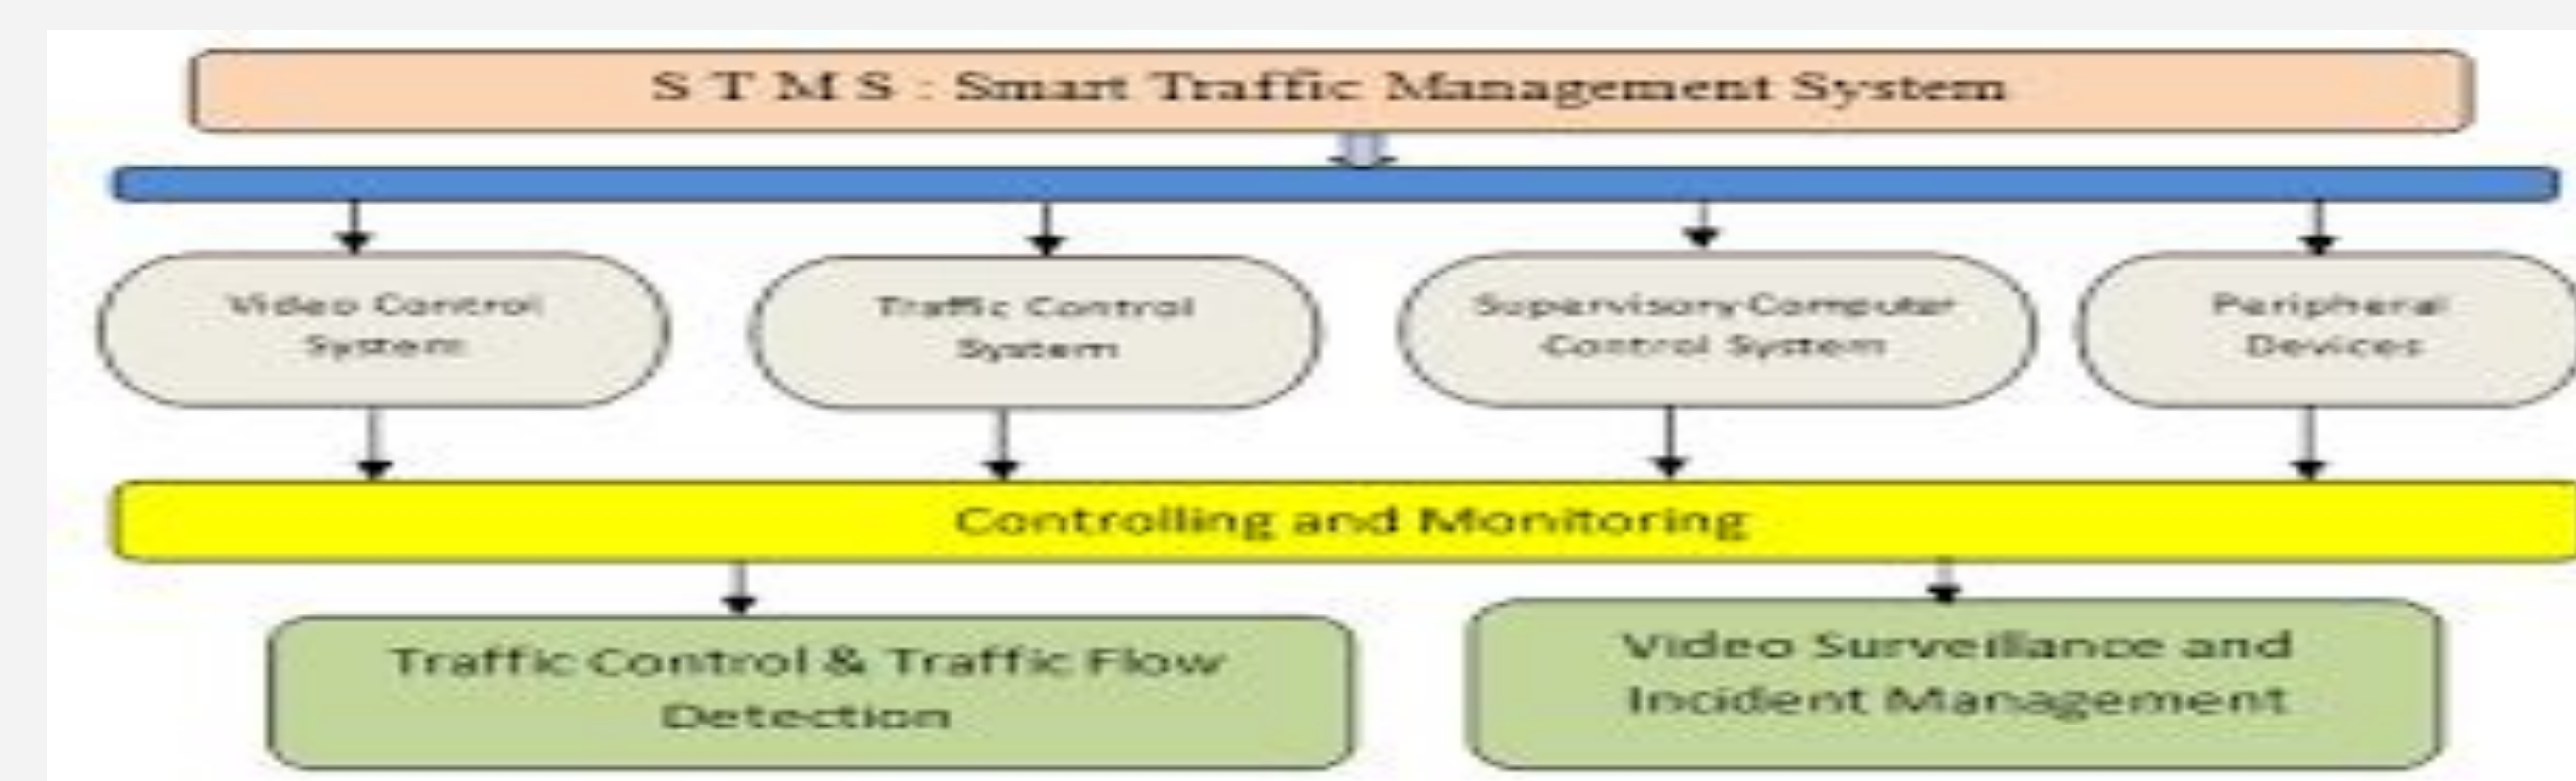 S T M S : Smart Traffic Management System
Video Control
System
Traffic Control
System
Supervisory Computer
Control System
Peripheral
Devices
Controlling and Monitoring
Traffic Control & Traffic Flow
Detection
Video Surveillance and
Incident Management